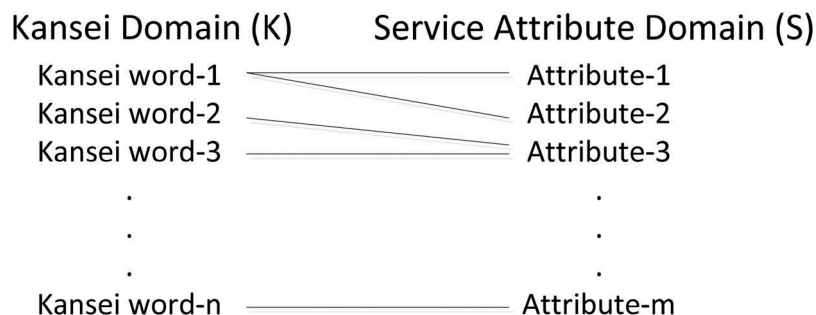 Kansei Domain (K) Service Attribute Domain (S)
Kansei word-1 Attribute-1
Kansei word-2 Attribute-2
Kansei word-3 Attribute-3
. .
. .
. .
Kansei word-n Attribute-m